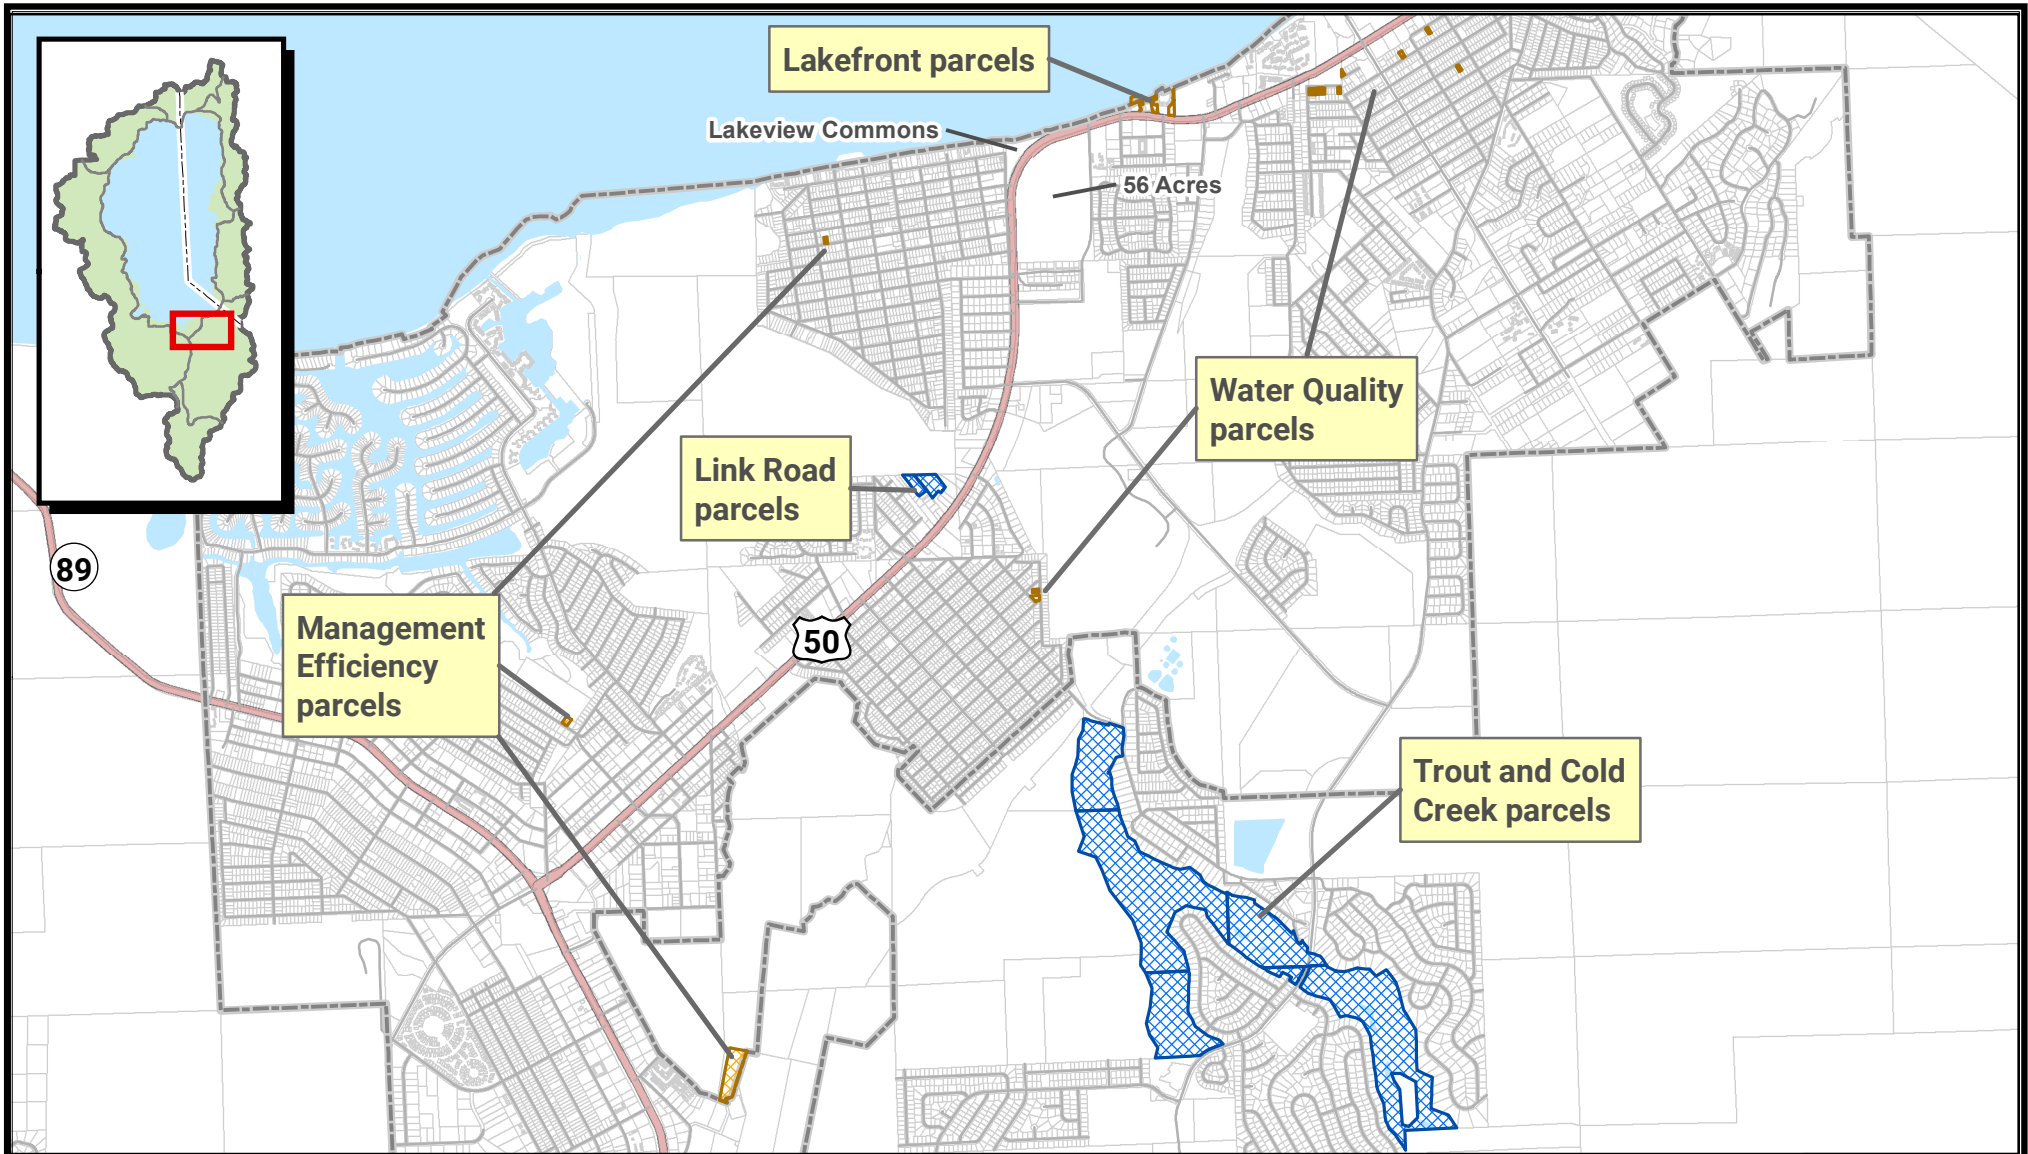 Lakefront parcels
Lakeview Commons
56 Acres
Water Quality
parcels
Link Road
parcels
89
Management
Efficiency
parcels
50
Trout and Cold
Creek parcels